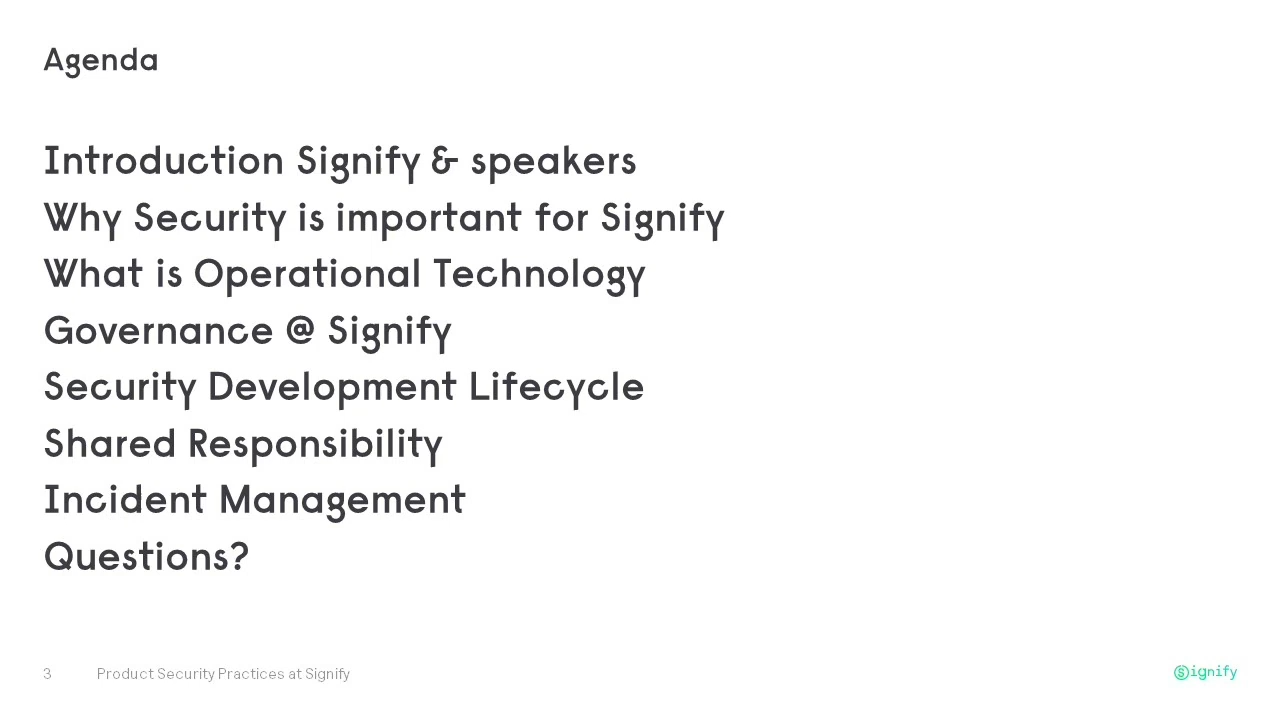 Agenda
Introduction Signify & speakers
Why Security is important for Signify
What is Operational Technology
Governance @ Signify
Security Development Lifecycle
Shared Responsibility
Incident Management
Questions?
3 Product Security Practices at Signify
Signify